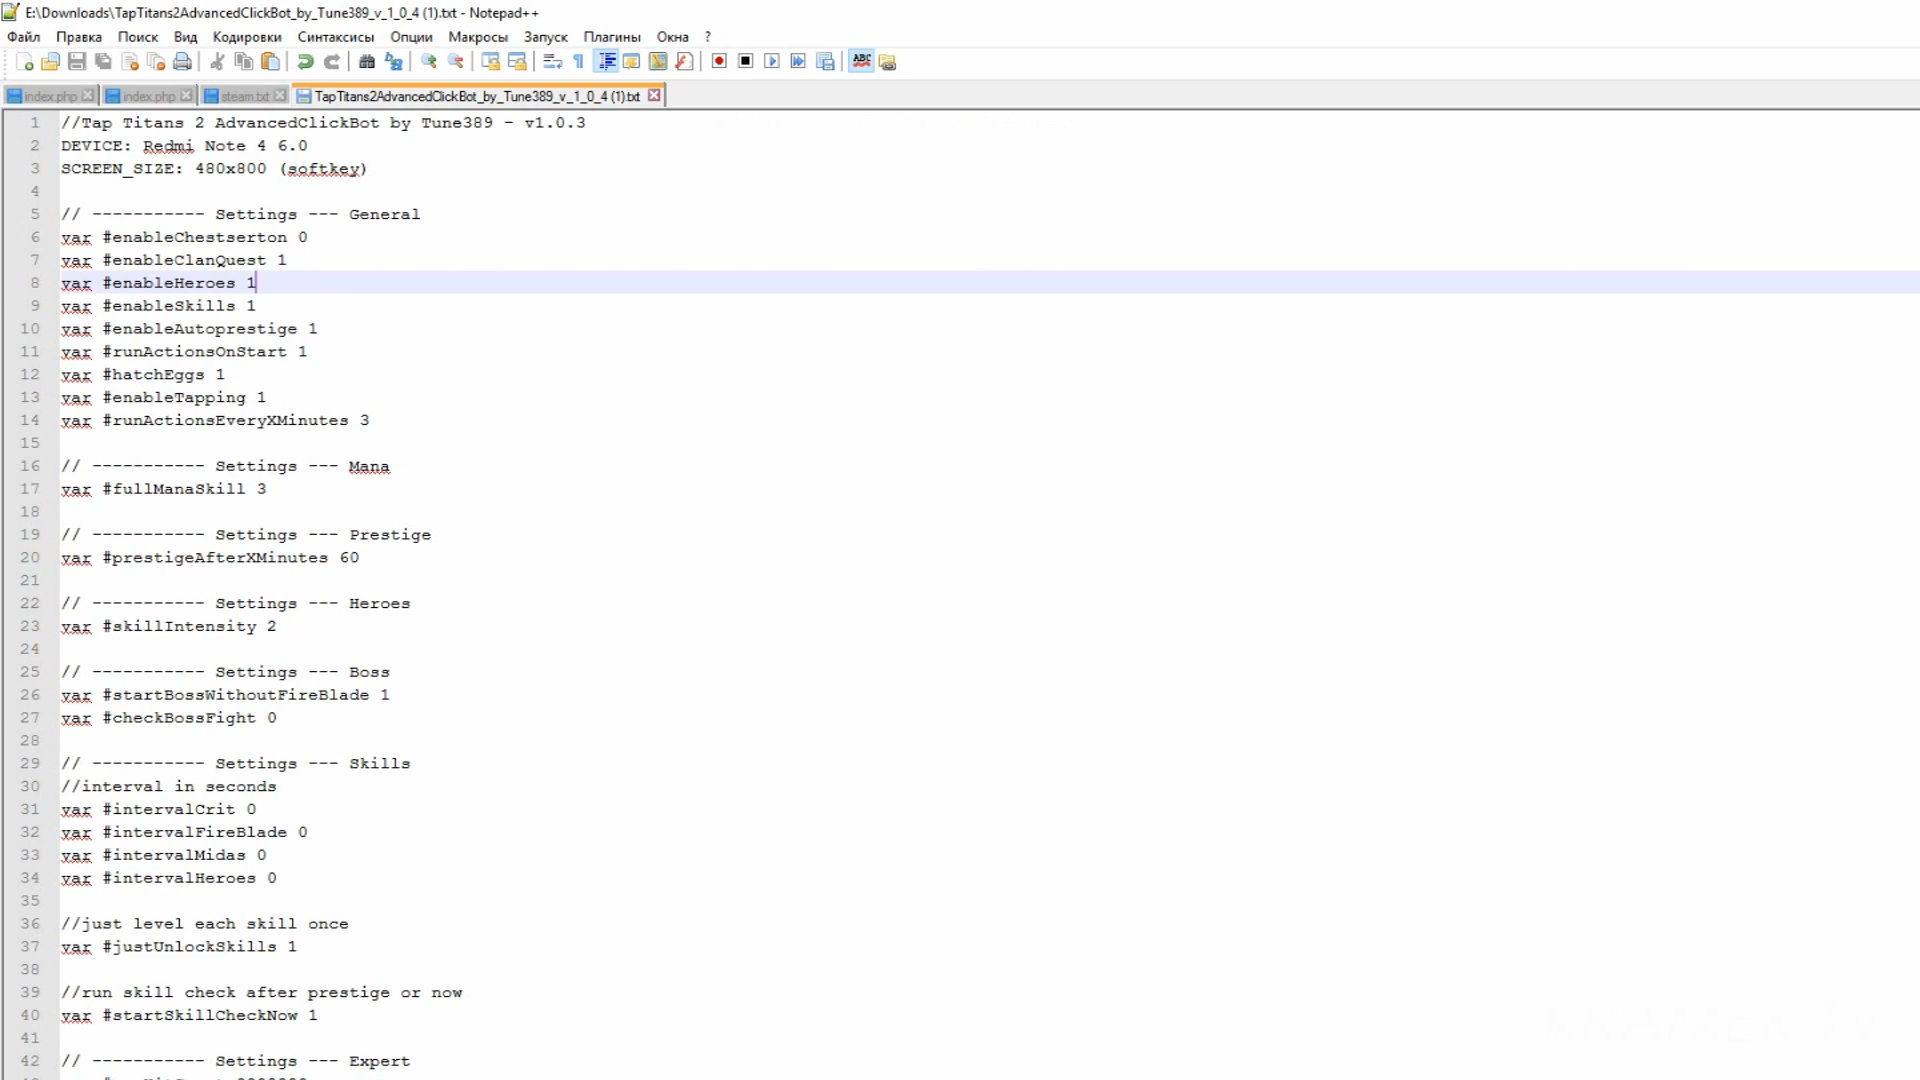 E:\Downloads\TapTitans2AdvancedClickBot_by_Tune389_v_1_0_4 (1).txt - Notepad++
Файл Правка Поиск Вид Кодировки Синтаксисы Опции Макросы Запуск Плагины Окна ?
index.php index.php steam.txt TapTitans2AdvancedClickBot_by_Tune389_v_1_0_4 (1).txt
1 //Tap Titans 2 AdvancedClickBot by Tune389 - v1.0.3
2 DEVICE: Redmi Note 4 6.0
3 SCREEN_SIZE: 480x800 (softkey)
4
5 // ----------- Settings --- General
6 var #enableChestserton 0
7 var #enableClanQuest 1
8 var #enableHeroes 1
9 var #enableSkills 1
10 var #enableAutoprestige 1
11 var #runActionsOnStart 1
12 var #hatchEggs 1
13 var #enableTapping 1
14 var #runActionsEveryXMinutes 3
15
16 // ----------- Settings --- Mana
17 var #fullManaSkill 3
18
19 // ----------- Settings --- Prestige
20 var #prestigeAfterXMinutes 60
21
22 // ----------- Settings --- Heroes
23 var #skillIntensity 2
24
25 // ----------- Settings --- Boss
26 var #startBossWithoutFireBlade 1
27 var #checkBossFight 0
28
29 // ----------- Settings --- Skills
30 //interval in seconds
31 var #intervalCrit 0
32 var #intervalFireBlade 0
33 var #intervalMidas 0
34 var #intervalHeroes 0
35
36 //just level each skill once
37 var #justUnlockSkills 1
38
39 //run skill check after prestige or now
40 var #startSkillCheckNow 1
41
42 // ----------- Settings --- Expert